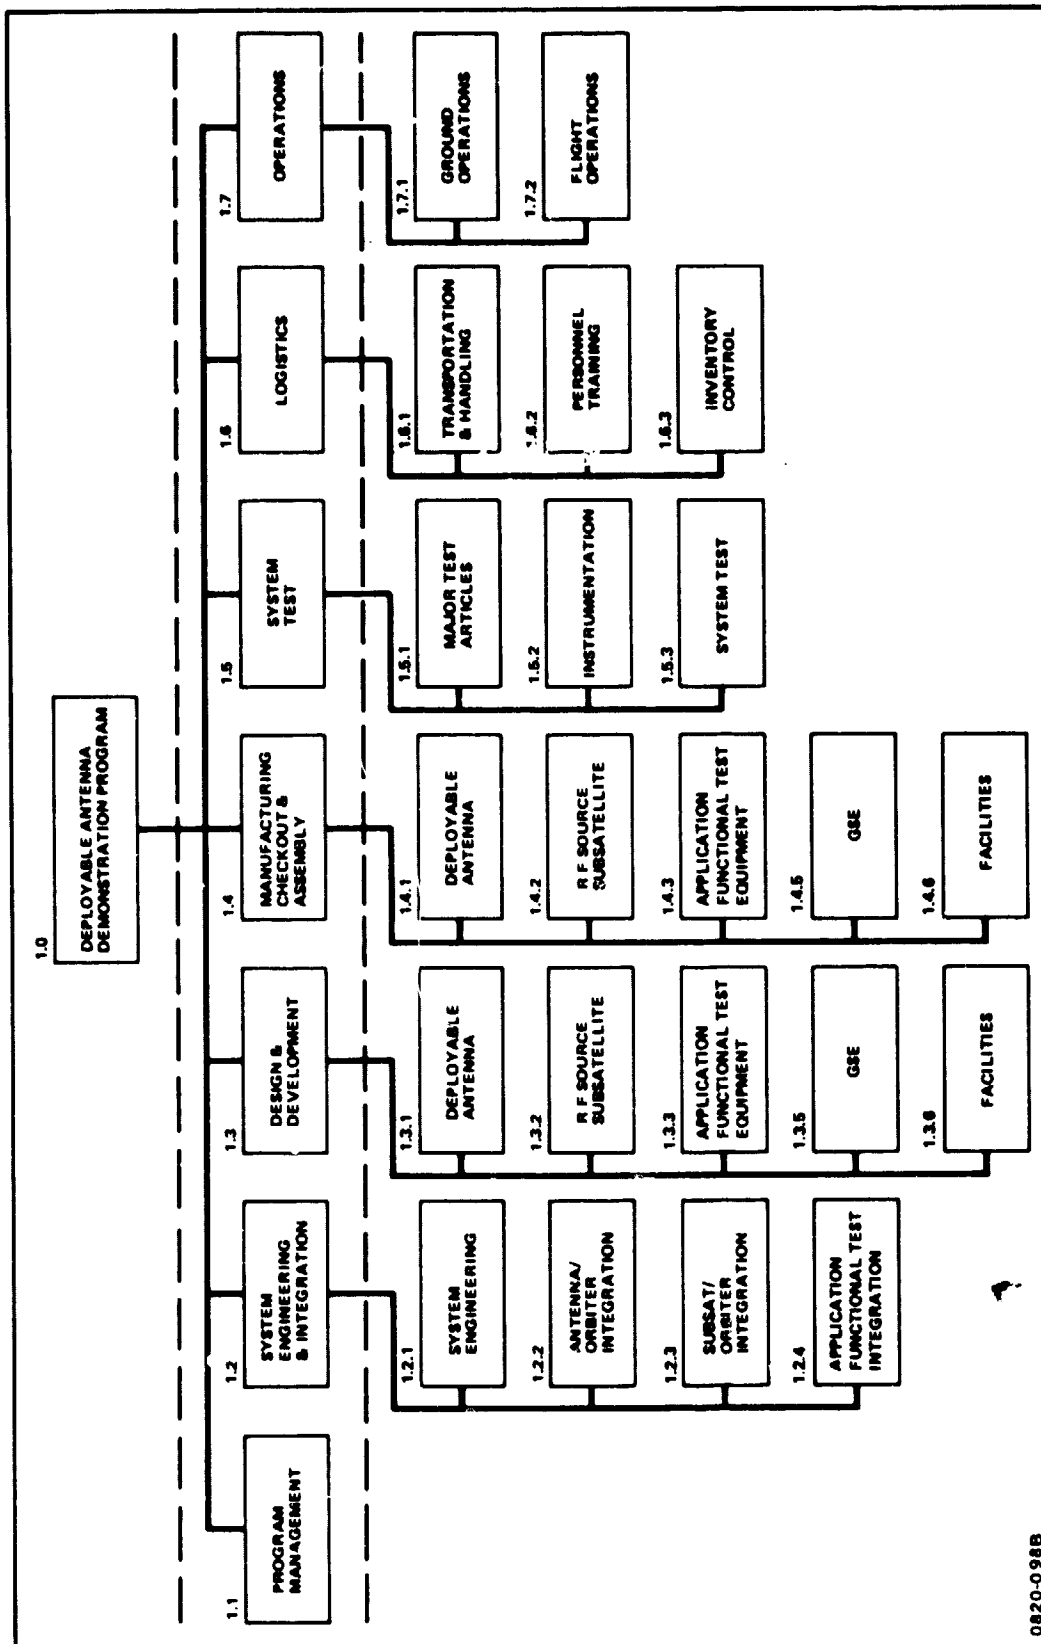 1.0
DEPLOYABLE ANTENNA
DEMONSTRATION PROGRAM
1.1
PROGRAM
MANAGEMENT
1.2
SYSTEM
ENGINEERING
& INTEGRATION
1.3
DESIGN &
DEVELOPMENT
1.4
MANUFACTURING
CHECKOUT &
ASSEMBLY
1.5
SYSTEM
TEST
1.6
LOGISTICS
1.7
OPERATIONS
1.2.1
SYSTEM
ENGINEERING
1.2.2
ANTENNA/
ORBITER
INTEGRATION
1.2.3
SUBSAT/
ORBITER
INTEGRATION
1.2.4
APPLICATION
FUNCTIONAL TEST
INTEGRATION
1.3.1
DEPLOYABLE
ANTENNA
1.3.2
R F SOURCE
SUBSATELLITE
1.3.3
APPLICATION
FUNCTIONAL TEST
EQUIPMENT
1.3.5
GSE
1.3.6
FACILITIES
1.4.1
DEPLOYABLE
ANTENNA
1.4.2
R F SOURCE
SUBSATELLITE
1.4.3
APPLICATION
FUNCTIONAL TEST
EQUIPMENT
1.4.5
GSE
1.4.6
FACILITIES
1.5.1
MAJOR TEST
ARTICLES
1.5.2
INSTRUMENTATION
1.5.3
SYSTEM TEST
1.6.1
TRANSPORTATION
& HANDLING
1.6.2
PERSONNEL
TRAINING
1.6.3
INVENTORY
CONTROL
1.7.1
GROUND
OPERATIONS
1.7.2
FLIGHT
OPERATIONS
0820-098B